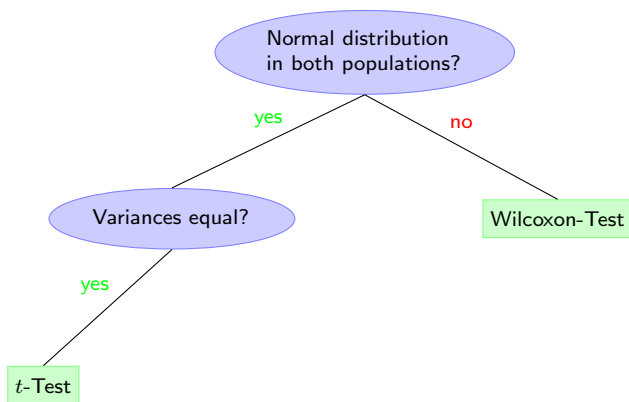 Normal distribution
in both populations?
yes
no
Variances equal?
Wilcoxon-Test
yes
t-Test